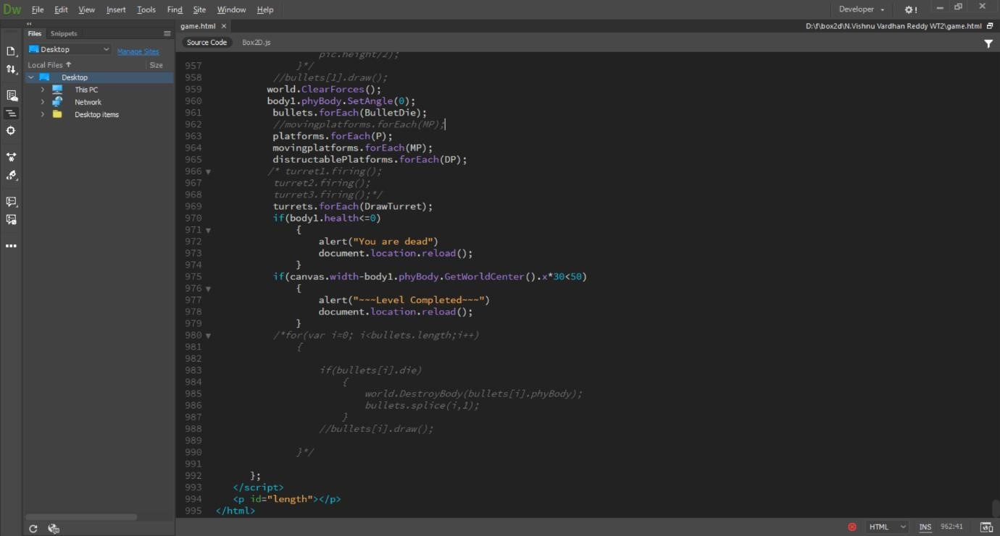 Dw File Edit View Insert Tools Find Site Window Help Developer
Files Snippets
game.html × D:\f\box2d\N.Vishnu Vardhan Reddy WT2\game.html
Source Code Box2D.js
Desktop Manage Sites
Local Files Size
Desktop
This PC
Network
Desktop items
pic.height/2);
957 }*/
958 //bullets[1].draw();
959 world.ClearForces();
960 body1.phyBody.SetAngle(0);
961 bullets.forEach(BulletDie);
962 //movingplatforms.forEach(MP);
963 platforms.forEach(P);
964 movingplatforms.forEach(MP);
965 distructablePlatforms.forEach(DP);
966 /* turret1.firing();
967 turret2.firing();
968 turret3.firing();*/
969 turrets.forEach(DrawTurret);
970 if(body1.health<=0)
971 {
972 alert("You are dead")
973 document.location.reload();
974 }
975 if(canvas.width-body1.phyBody.GetWorldCenter().x*30<50)
976 {
977 alert("~~~Level Completed~~~")
978 document.location.reload();
979 }
980 /*for(var i=0; i<bullets.length;i++)
981 {
982
983 if(bullets[i].die)
984 {
985 world.DestroyBody(bullets[i].phyBody);
986 bullets.splice(i,1);
987 }
988 //bullets[i].draw();
989
990 }*/
991
992 };
993 </script>
994 <p id="length"></p>
995 </html>
HTML INS 962:41